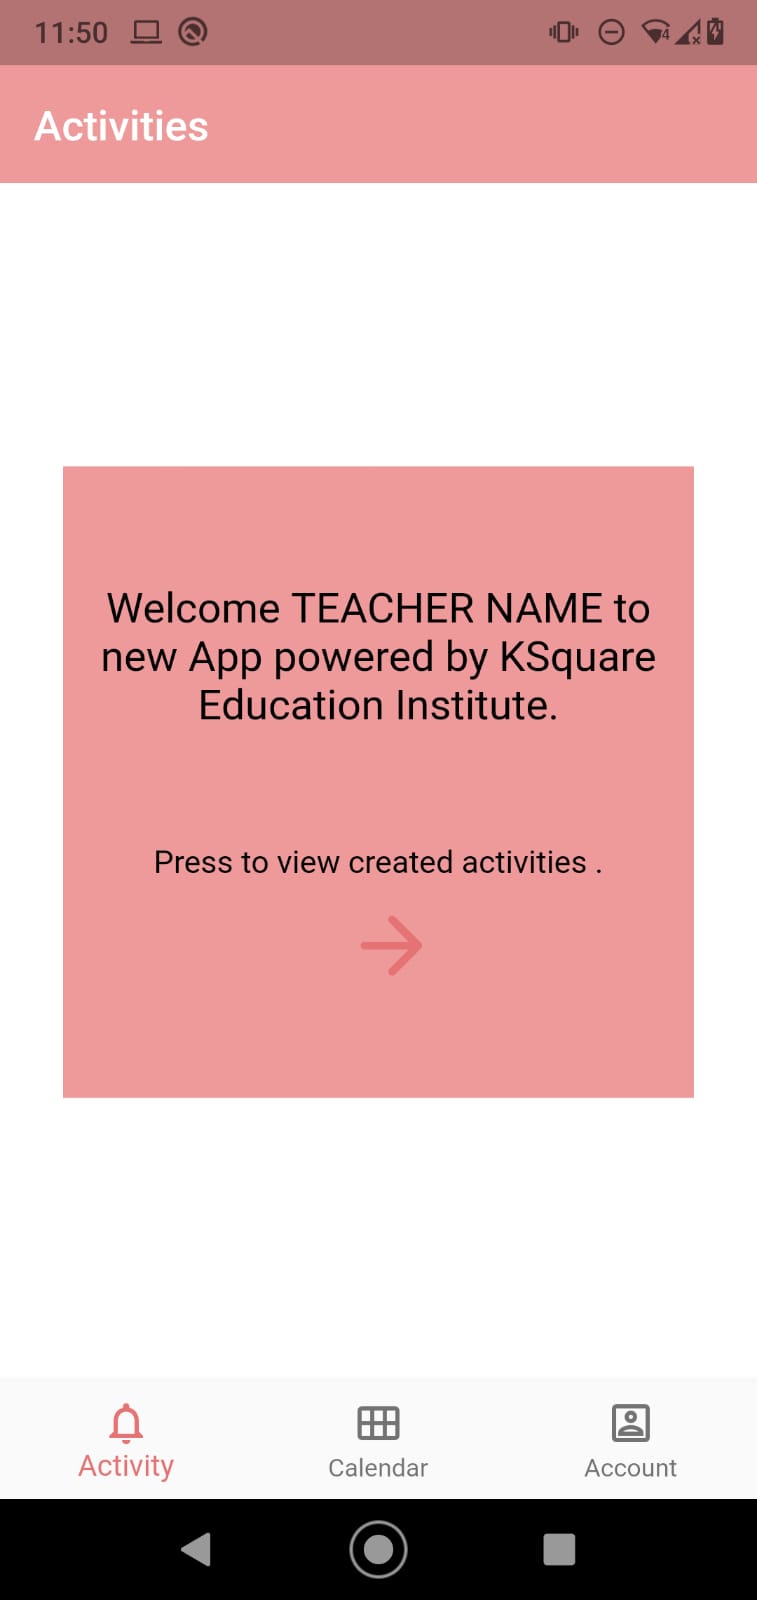 11:50
4
Activities
Welcome TEACHER NAME to
new App powered by KSquare
Education Institute.
Press to view created activities .
Activity
Calendar
Account